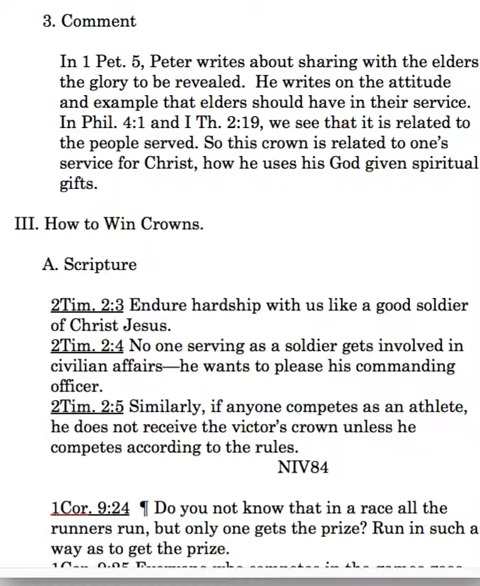 3. Comment
In 1 Pet. 5, Peter writes about sharing with the elders
the glory to be revealed.  He writes on the attitude
and example that elders should have in their service.
In Phil. 4:1 and I Th. 2:19, we see that it is related to
the people served. So this crown is related to one's
service for Christ, how he uses his God given spiritual
gifts.
III. How to Win Crowns.
A. Scripture
2Tim. 2:3 Endure hardship with us like a good soldier
of Christ Jesus.
2Tim. 2:4 No one serving as a soldier gets involved in
civilian affairs—he wants to please his commanding
officer.
2Tim. 2:5 Similarly, if anyone competes as an athlete,
he does not receive the victor's crown unless he
competes according to the rules.
NIV84
1Cor. 9:24 ¶ Do you not know that in a race all the
runners run, but only one gets the prize? Run in such a
way as to get the prize.